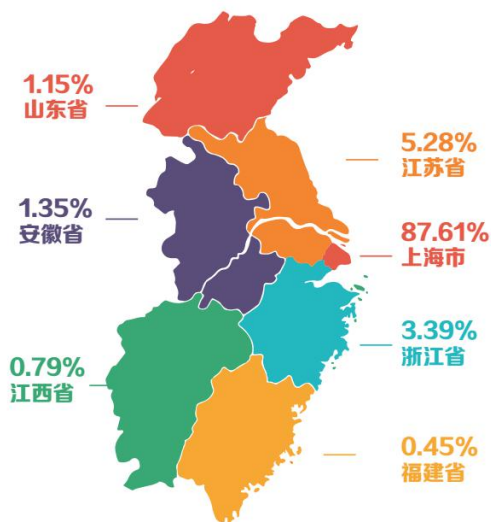 1.15%
山东省
5.28%
江苏省
1.35%
安徽省
87.61%
上海市
3.39%
浙江省
0.79%
江西省
0.45%
福建省